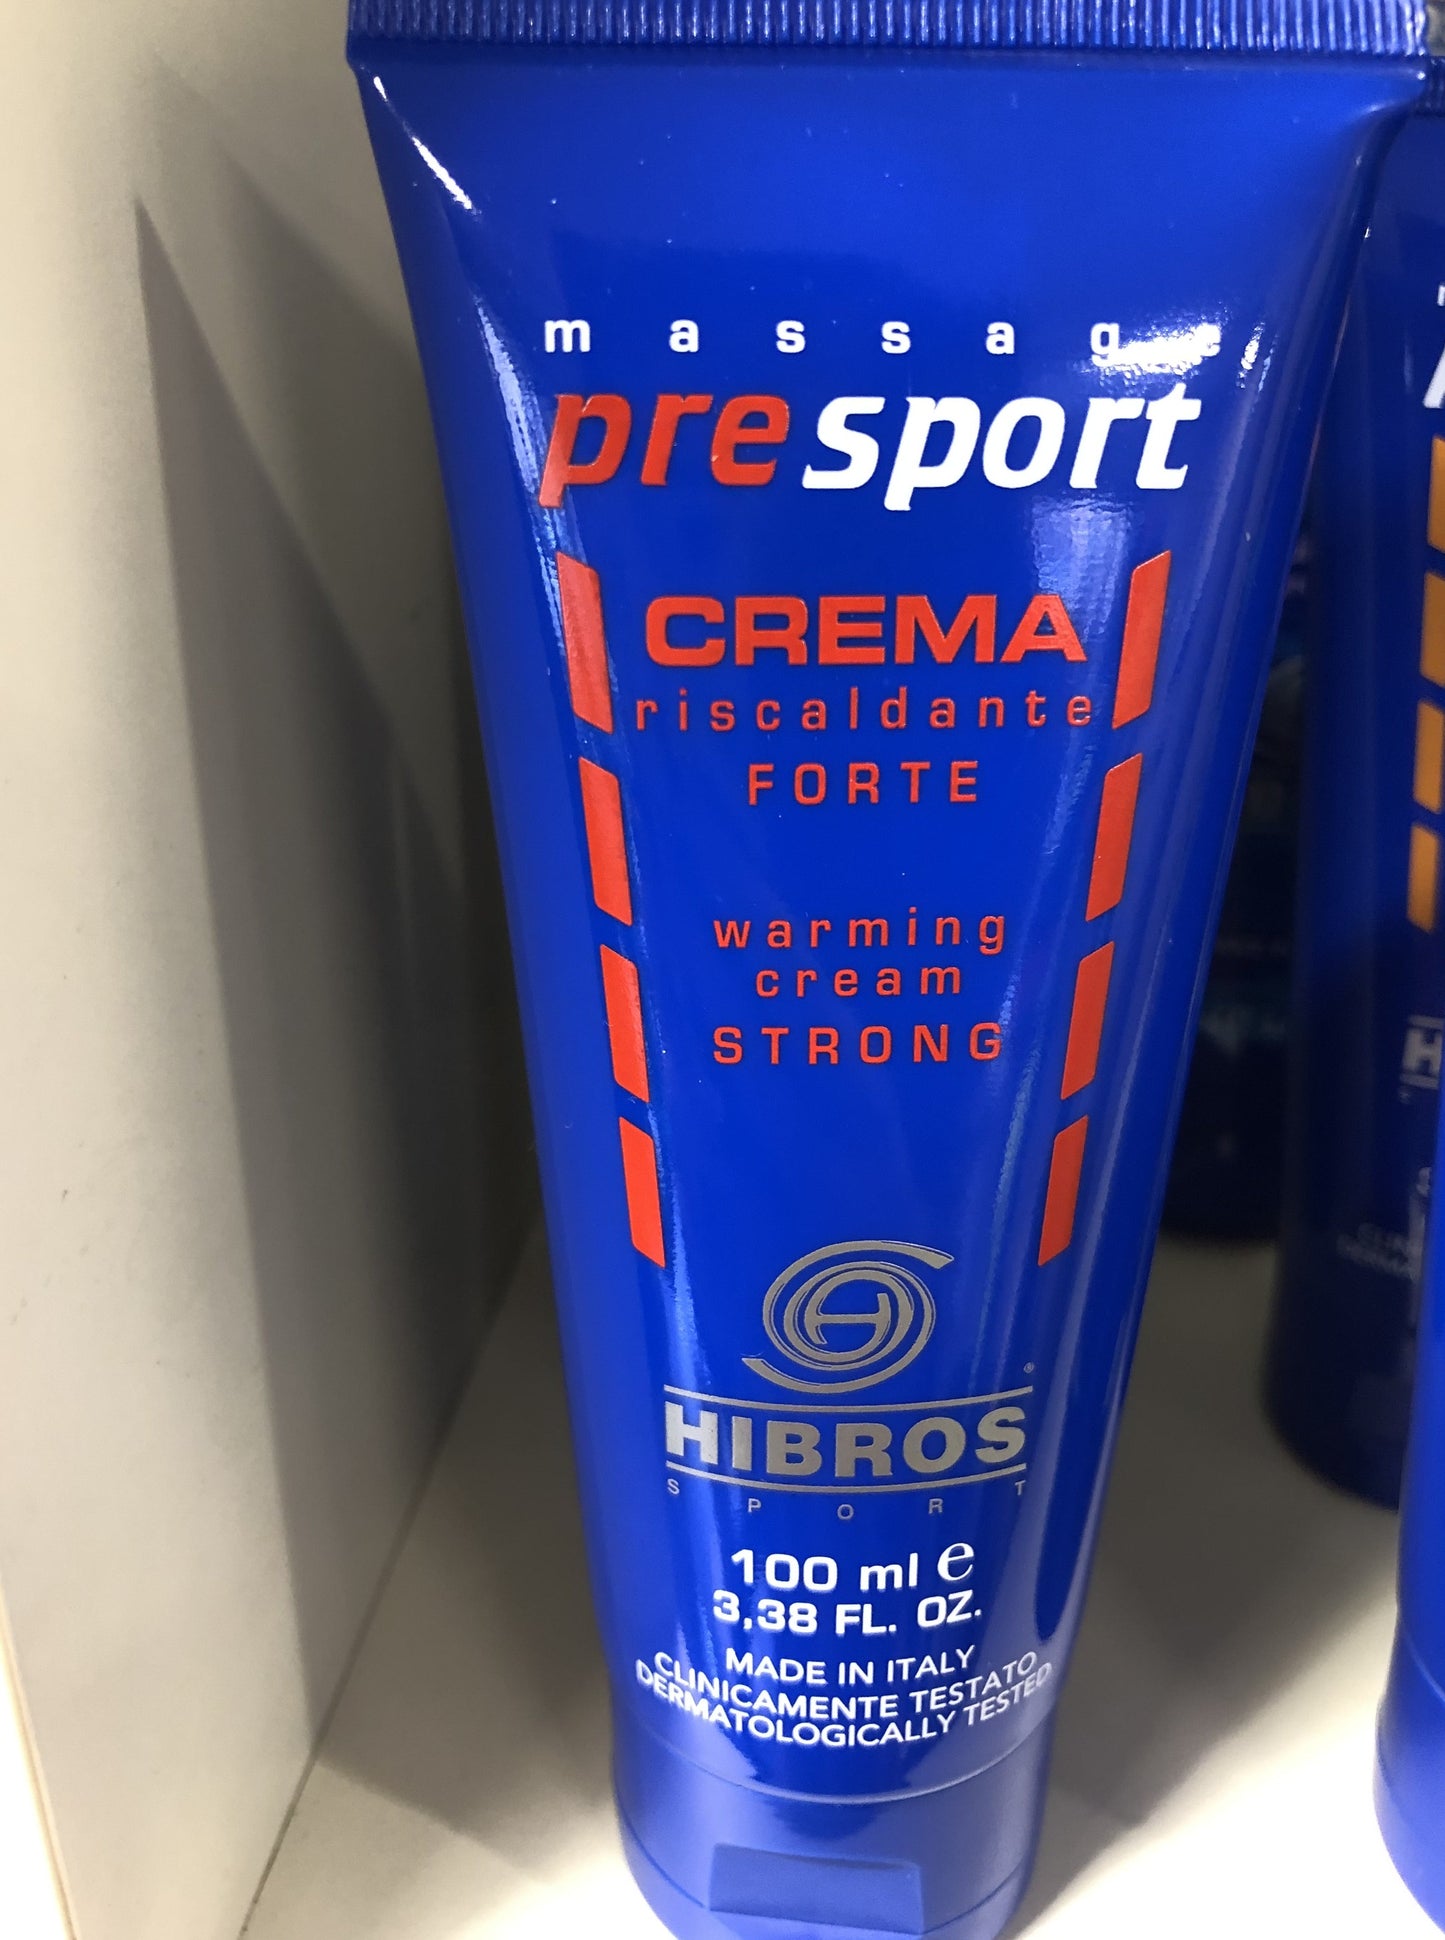 massage
presport
CREMA
riscaldante
FORTE
warming
cream
STRONG
H
®
HIBROS
SPORT
100 ml e
3,38 FL. OZ.
MADE IN ITALY
CLINICAMENTE TESTATO
DERMATOLOGICALLY TESTED